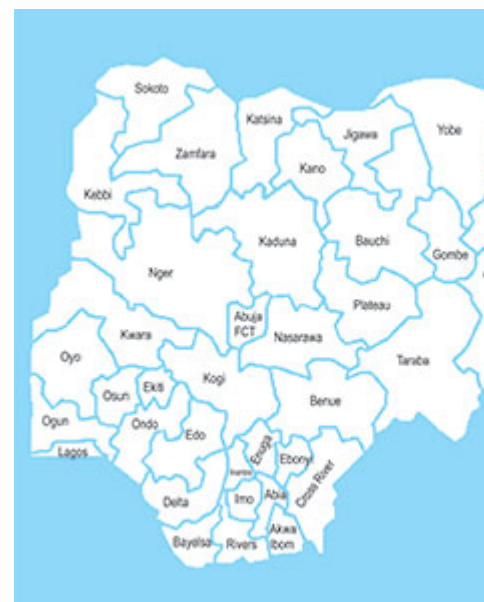 Sokoto
Katsina
Jigawa
Yobe
Zamfara
Kano
Kebbi
Kaduna
Bauchi
Gombe
Nger
Abuja
FCT
Plateau
Nasarawa
Kwara
Taraba
Oyo
Kogi
Osun
Ekiti
Benue
Ogun
Ondo
Edo
Lagos
Enuga
Ebonyi
Cross River
Delta
Imo
Abia
Akwa
Ibom
Bayelsa
Rivers